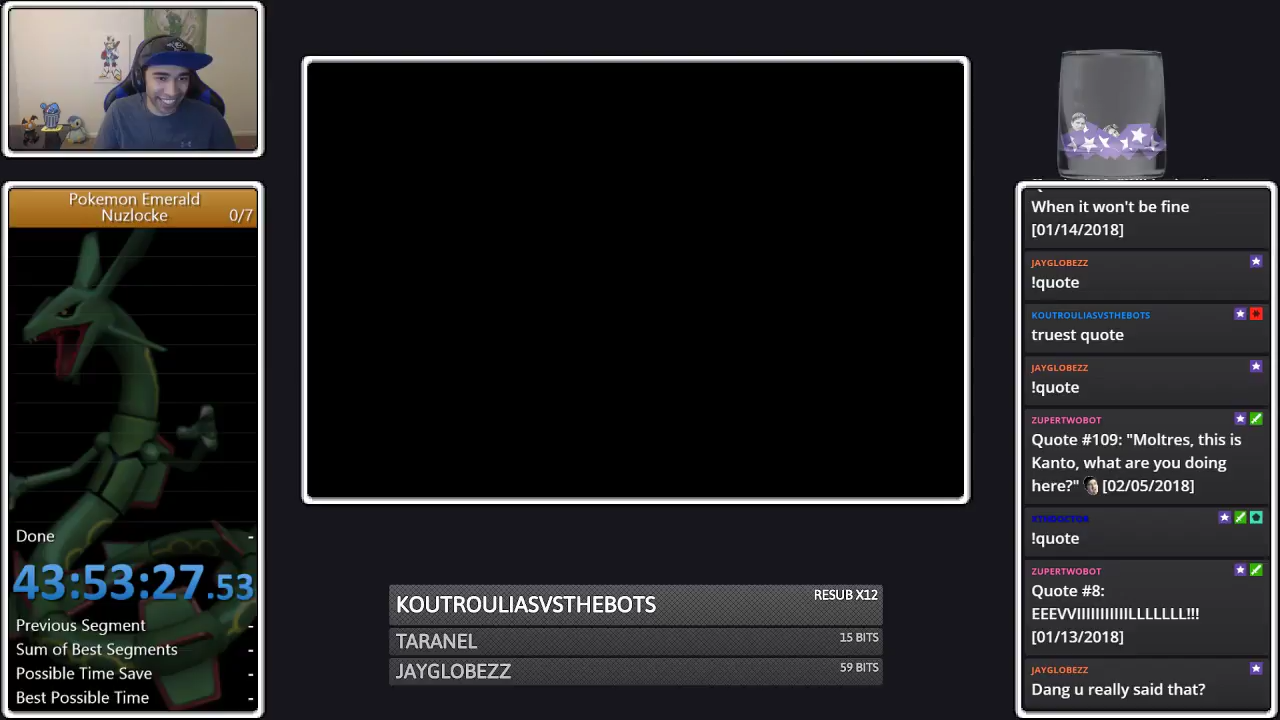 Pokemon Emerald
Nuzlocke 0/7
Done -
43:53:27.53
Previous Segment -
Sum of Best Segments -
Possible Time Save -
Best Possible Time -
KOUTROULIASVSTHEBOTS RESUB X12
TARANEL 15 BITS
JAYGLOBEZZ 59 BITS
When it won't be fine
[01/14/2018]
JAYGLOBEZZ
!quote
KOUTROULIASVSTHEBOTS
truest quote
JAYGLOBEZZ
!quote
ZUPERTWOBOT
Quote #109: "Moltres, this is
Kanto, what are you doing
here?" [02/05/2018]
!quote
ZUPERTWOBOT
Quote #8:
EEEVVIIIIIIIIIIILLLLLLL!!!
[01/13/2018]
JAYGLOBEZZ
Dang u really said that?